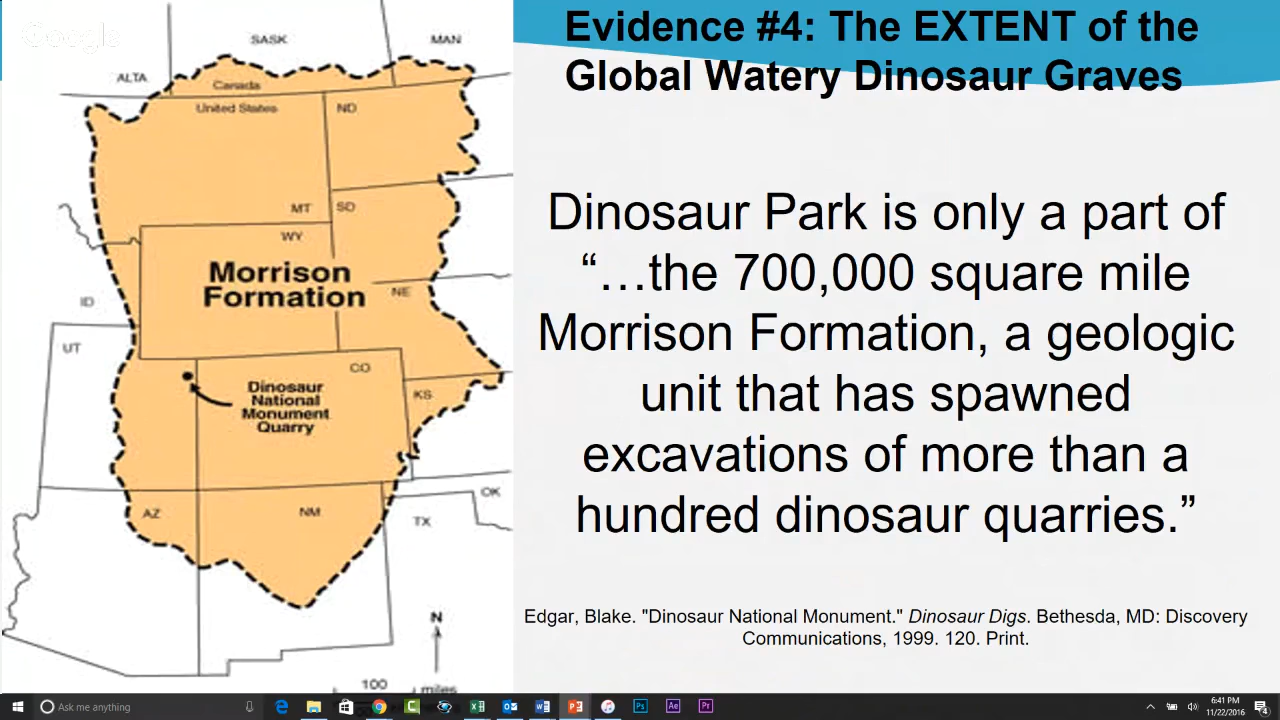 Google
Evidence #4: The EXTENT of the
Global Watery Dinosaur Graves
SASK
MAN
ALTA
Canada
United States
ND
MT
SD
WY
Morrison
Formation
NE
ID
UT
CO
Dinosaur
National
Monument
Quarry
KS
OK
AZ
NM
TX
N
100
miles
Dinosaur Park is only a part of
“…the 700,000 square mile
Morrison Formation, a geologic
unit that has spawned
excavations of more than a
hundred dinosaur quarries.”
Edgar, Blake. "Dinosaur National Monument." Dinosaur Digs. Bethesda, MD: Discovery
Communications, 1999. 120. Print.
Ask me anything
6:41 PM
11/22/2016